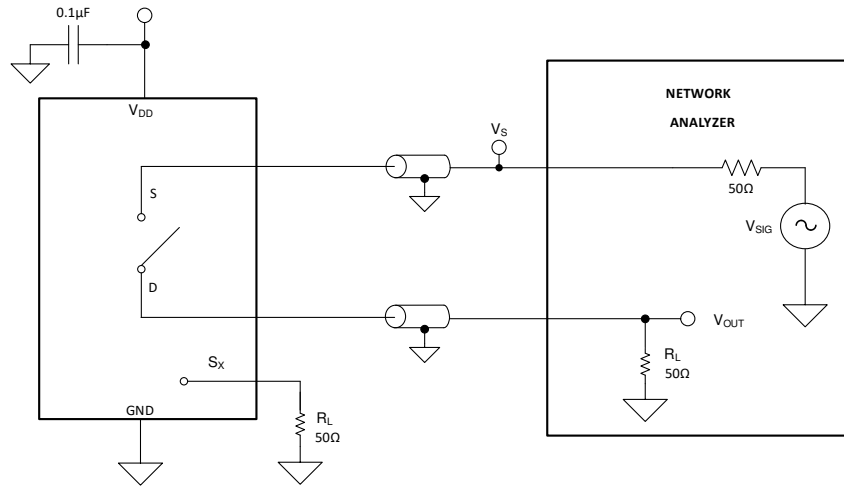 0.1µF
VDD
NETWORK
ANALYZER
VS
50Ω
S
VSIG
D
VOUT
RL
50Ω
SX
GND
RL
50Ω